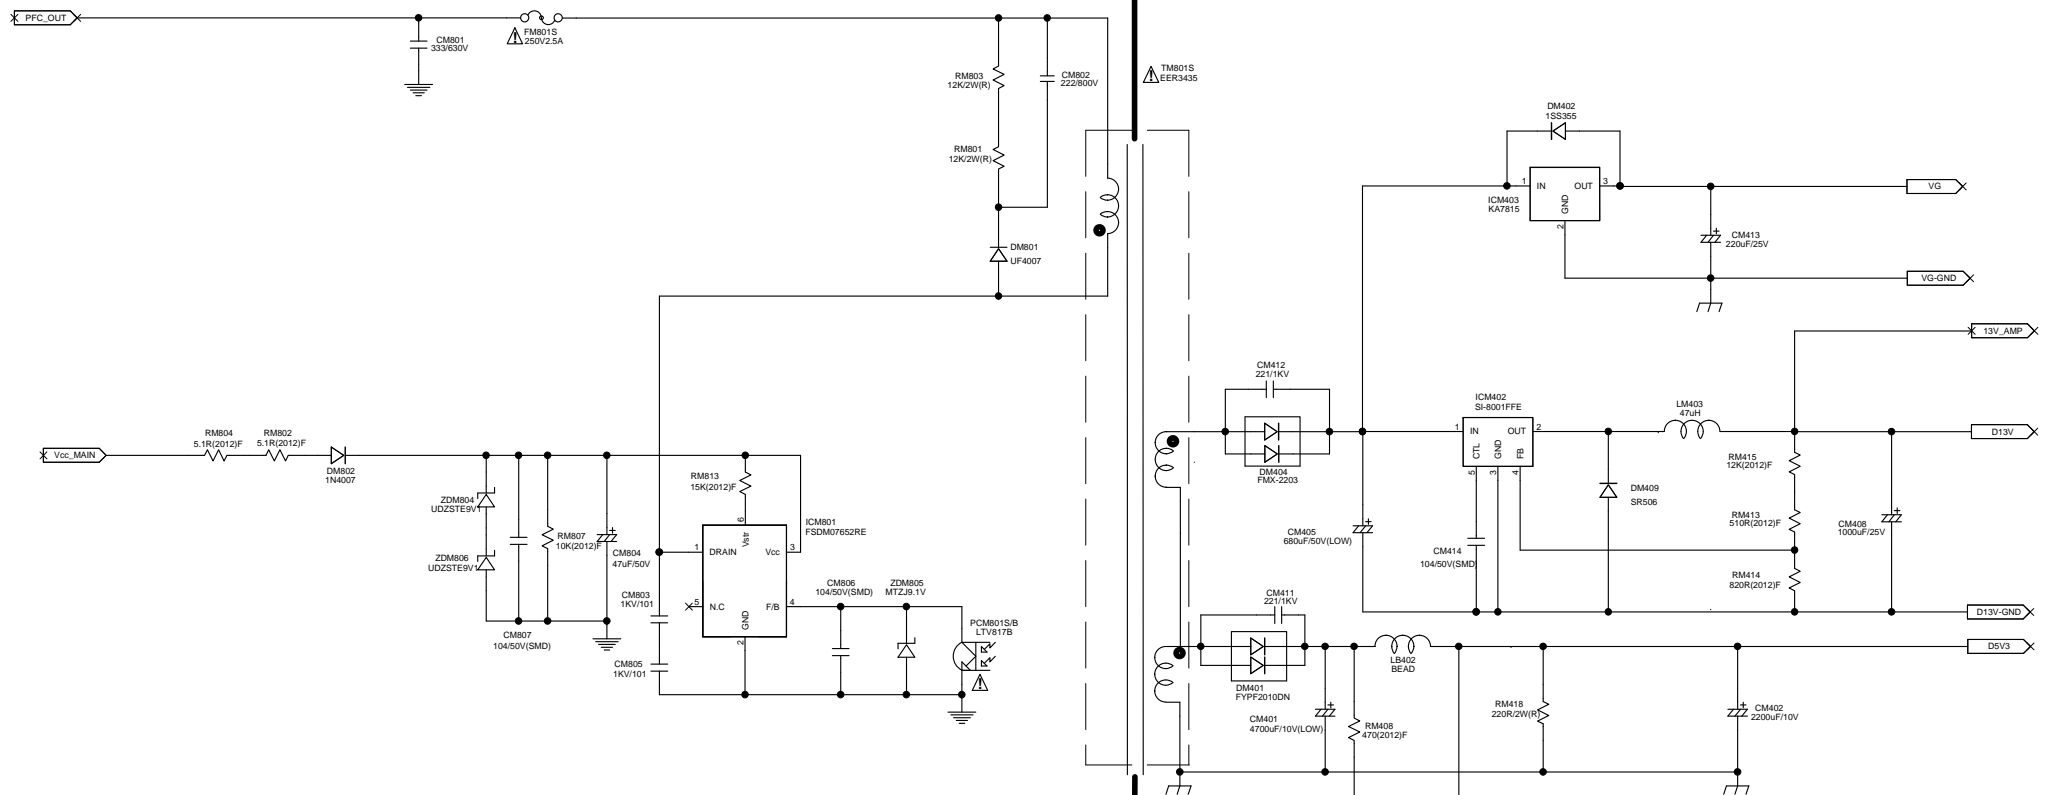 PFC_OUT
CM801
333/630V
FM801S
250V2.5A
RM803
12K/2W(R)
CM802
222/800V
TM801S
EER3435
RM801
12K/2W(R)
DM801
UF4007
DM402
1SS355
1
IN
OUT
3
GND
2
ICM403
KA7815
VG
CM413
220uF/25V
VG-GND
13V_AMP
CM412
221/1KV
DM404
FMX-2203
ICM402
SI-8001FFE
1
IN
OUT
2
CTL
GND
FB
5
3
4
LM403
47uH
D13V
RM415
12K(2012)F
DM409
SR506
RM413
510R(2012)F
CM408
1000uF/25V
CM405
680uF/50V(LOW)
CM414
104/50V(SMD)
RM414
820R(2012)F
D13V-GND
Vcc_MAIN
RM804
5.1R(2012)F
RM802
5.1R(2012)F
DM802
1N4007
ZDM804
UDZSTE9V1
ZDM806
UDZSTE9V1
RM807
10K(2012)F
CM804
47uF/50V
CM807
104/50V(SMD)
RM813
15K(2012)F
ICM801
FSDM07652RE
6
Vstr
1
DRAIN
Vcc
3
5
N.C
F/B
4
GND
2
CM803
1KV/101
CM805
1KV/101
CM806
104/50V(SMD)
ZDM805
MTZJ9.1V
PCM801S/B
LTV817B
CM411
221/1KV
DM401
FYPF2010DN
LB402
BEAD
D5V3
CM401
4700uF/10V(LOW)
RM408
470(2012)F
RM418
220R/2W(R)
CM402
2200uF/10V